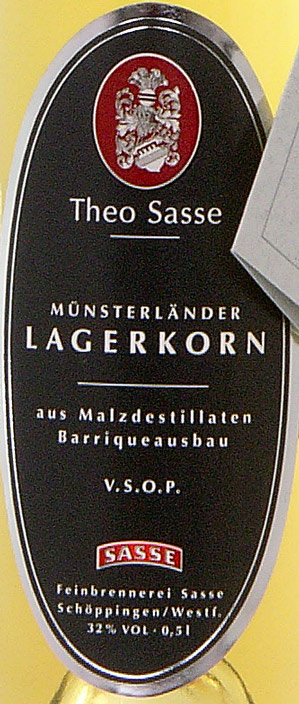 Theo Sasse
MÜNSTERLÄNDER
LAGERKORN
aus Malzdestillaten
Barriqueausbau
V.S.O.P.
SASSE
Feinbrennerei Sasse
Schöppingen/Westf.
32% VOL · 0,5l